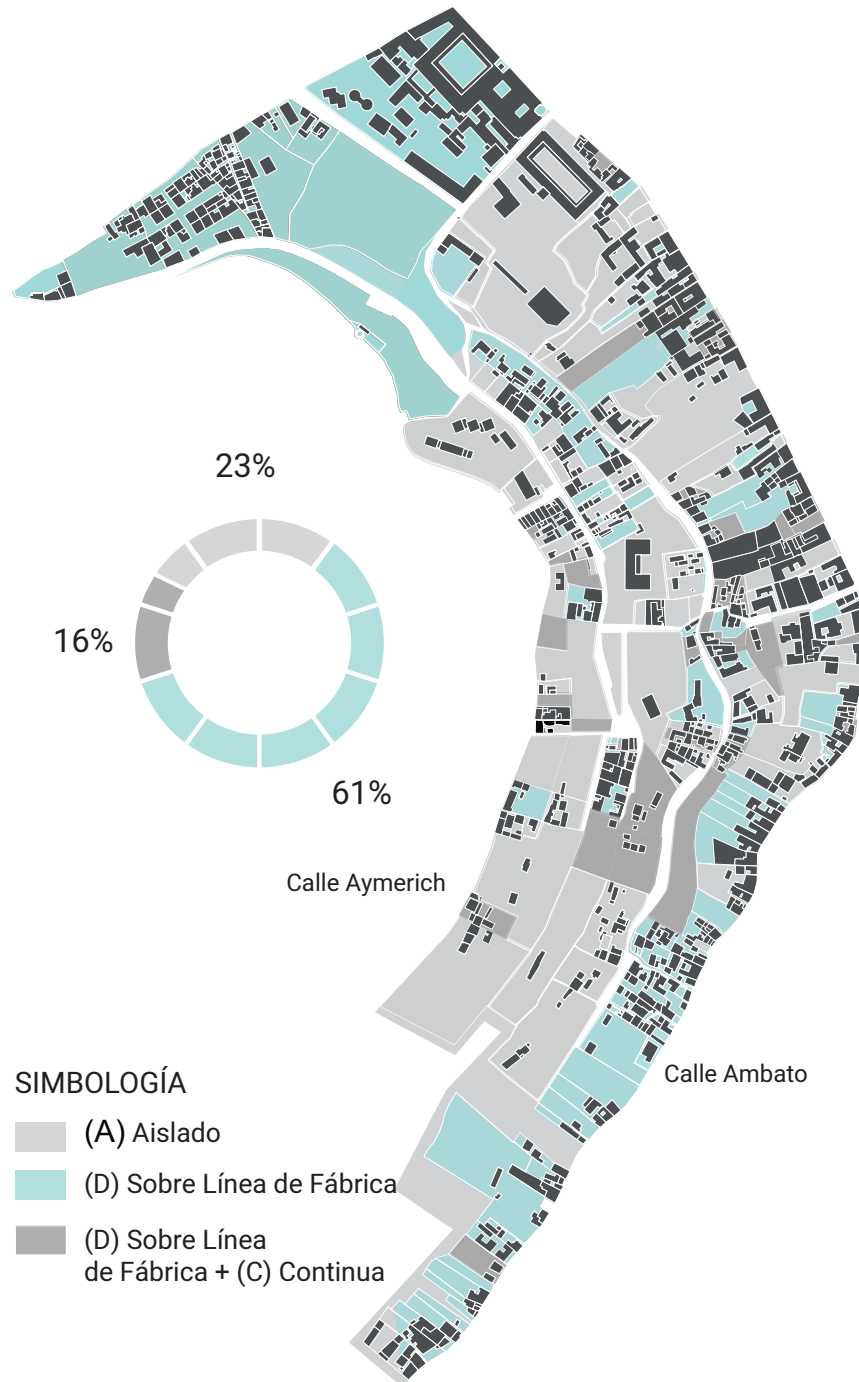 23%
16%
61%
Calle Aymerich
Calle Ambato
SIMBOLOGÍA
(A) Aislado
(D) Sobre Línea de Fábrica
(D) Sobre Línea
de Fábrica + (C) Continua